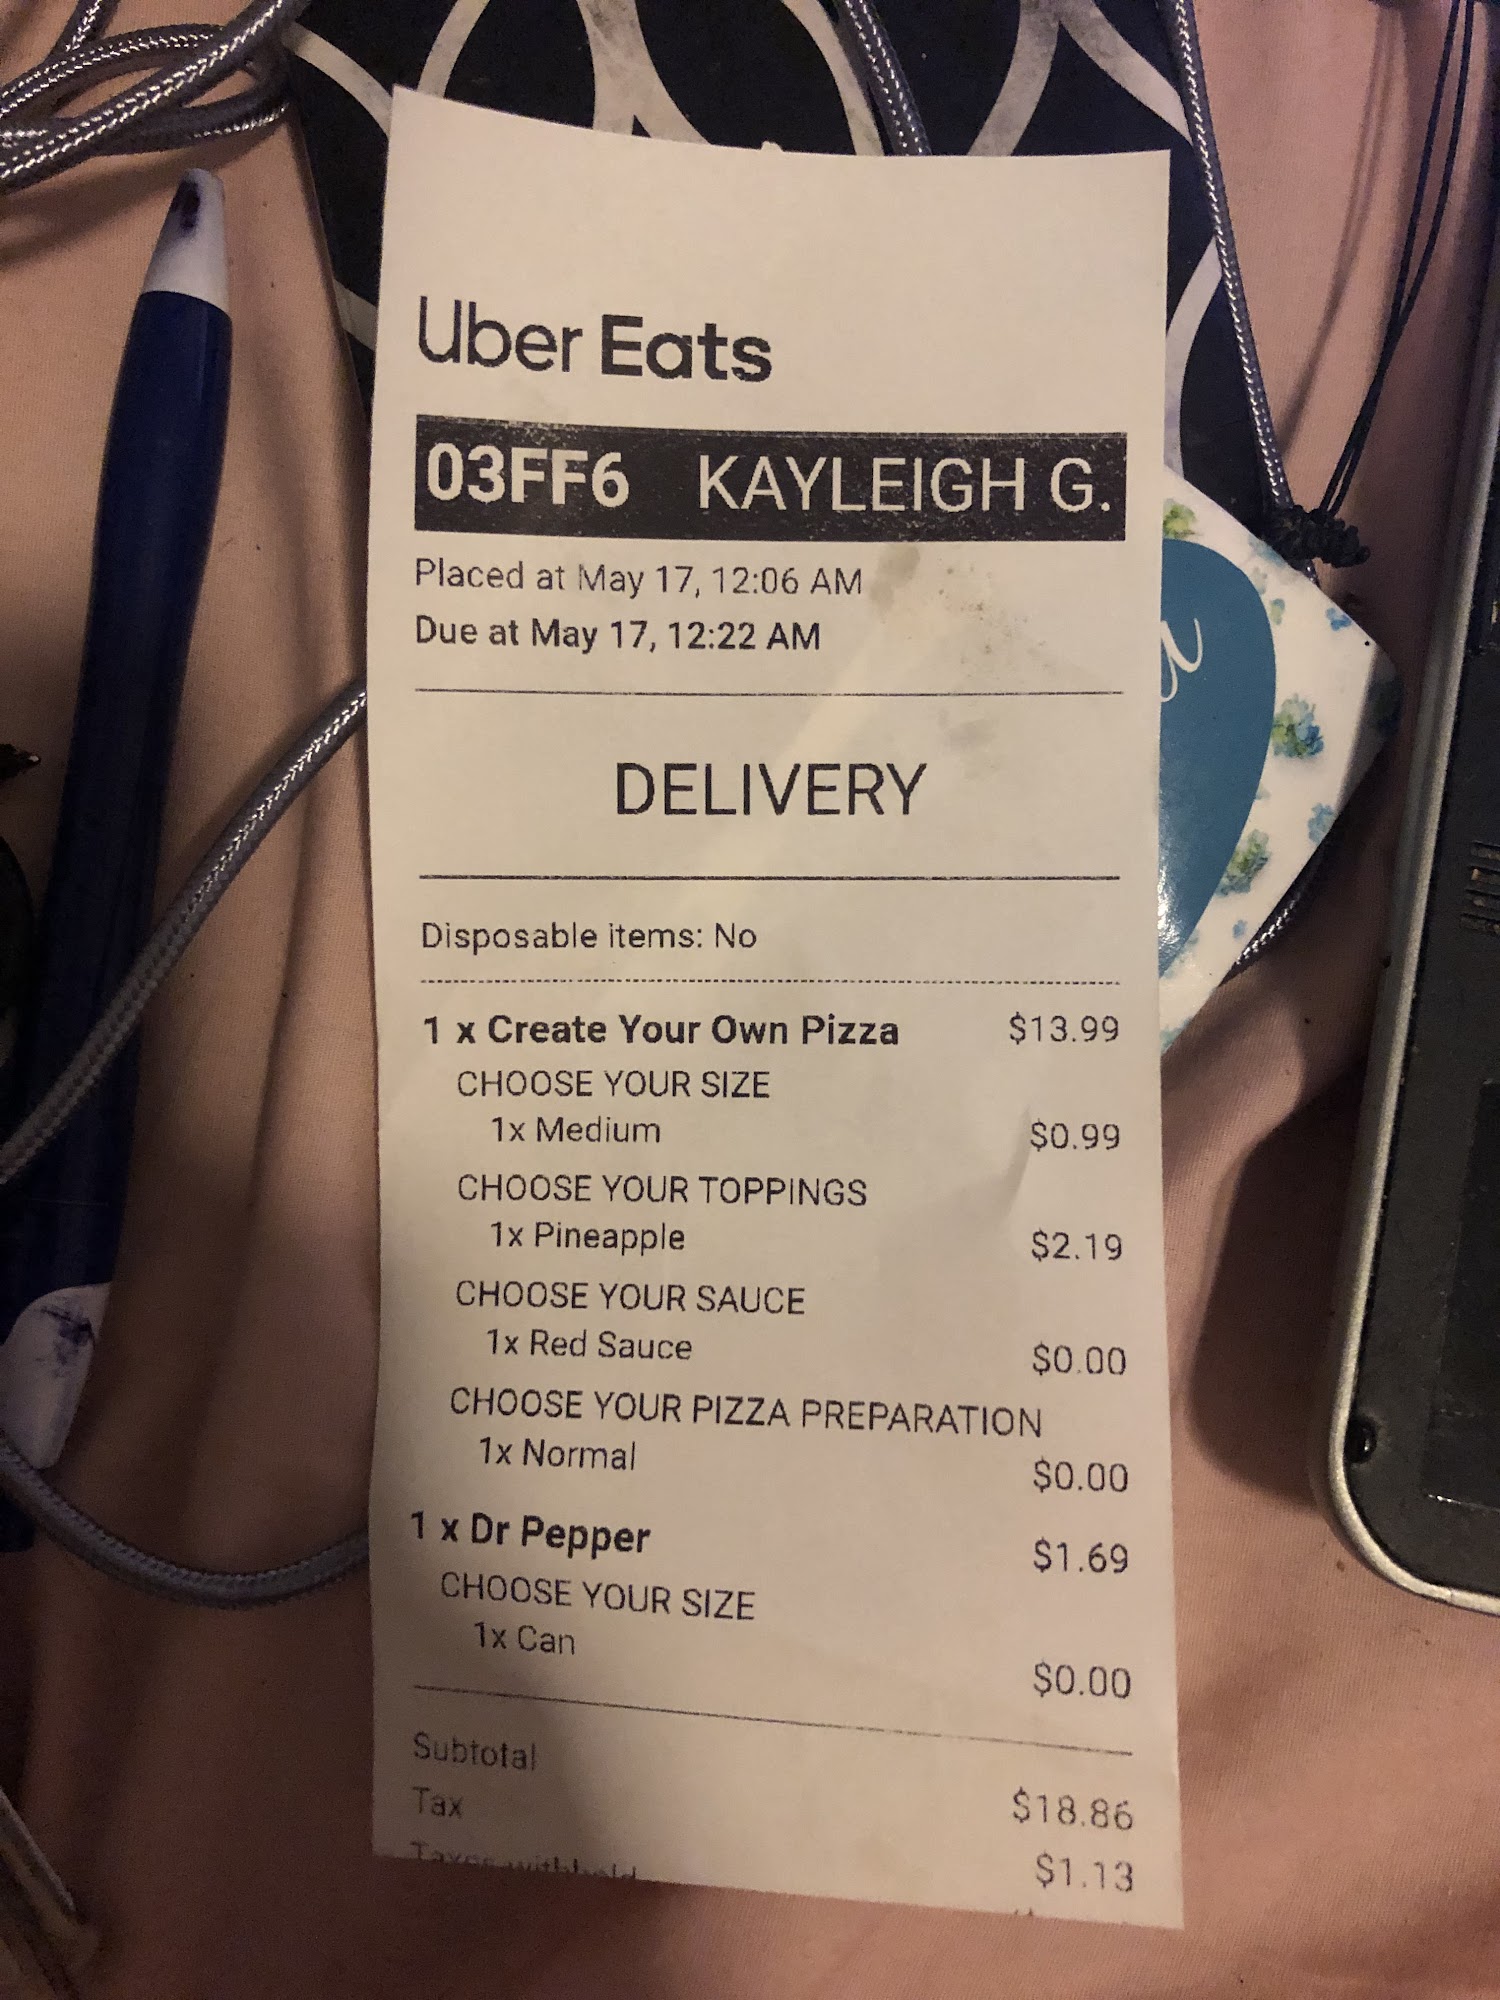 Uber Eats
03FF6 KAYLEIGH G.
Placed at May 17, 12:06 AM
Due at May 17, 12:22 AM
DELIVERY
Disposable items: No
1 x Create Your Own Pizza $13.99
CHOOSE YOUR SIZE
1x Medium $0.99
CHOOSE YOUR TOPPINGS
1x Pineapple $2.19
CHOOSE YOUR SAUCE
1x Red Sauce $0.00
CHOOSE YOUR PIZZA PREPARATION
1x Normal $0.00
1 x Dr Pepper $1.69
CHOOSE YOUR SIZE
1x Can $0.00
Subtotal $18.86
Tax $1.13
Taxes withheld